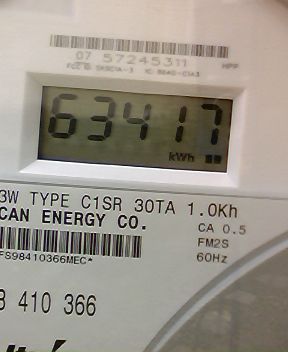 07 57245311
HPP
63417
kWh
3W TYPE C1SR 30TA 1.0Kh
CAN ENERGY CO.
CA 0.5
FM2S
60Hz
FS98410366MEC*
410 366